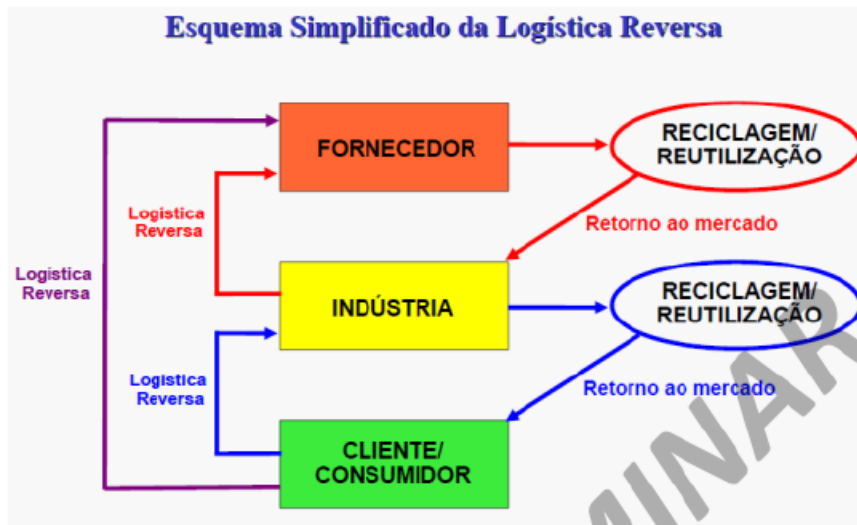 Esquema Simplificado da Logística Reversa
FORNECEDOR
RECICLAGEM/
REUTILIZAÇÃO
Logística
Reversa
Retorno ao mercado
Logística
Reversa
INDÚSTRIA
RECICLAGEM/
REUTILIZAÇÃO
Logística
Reversa
Retorno ao mercado
CLIENTE/
CONSUMIDOR
MINAR